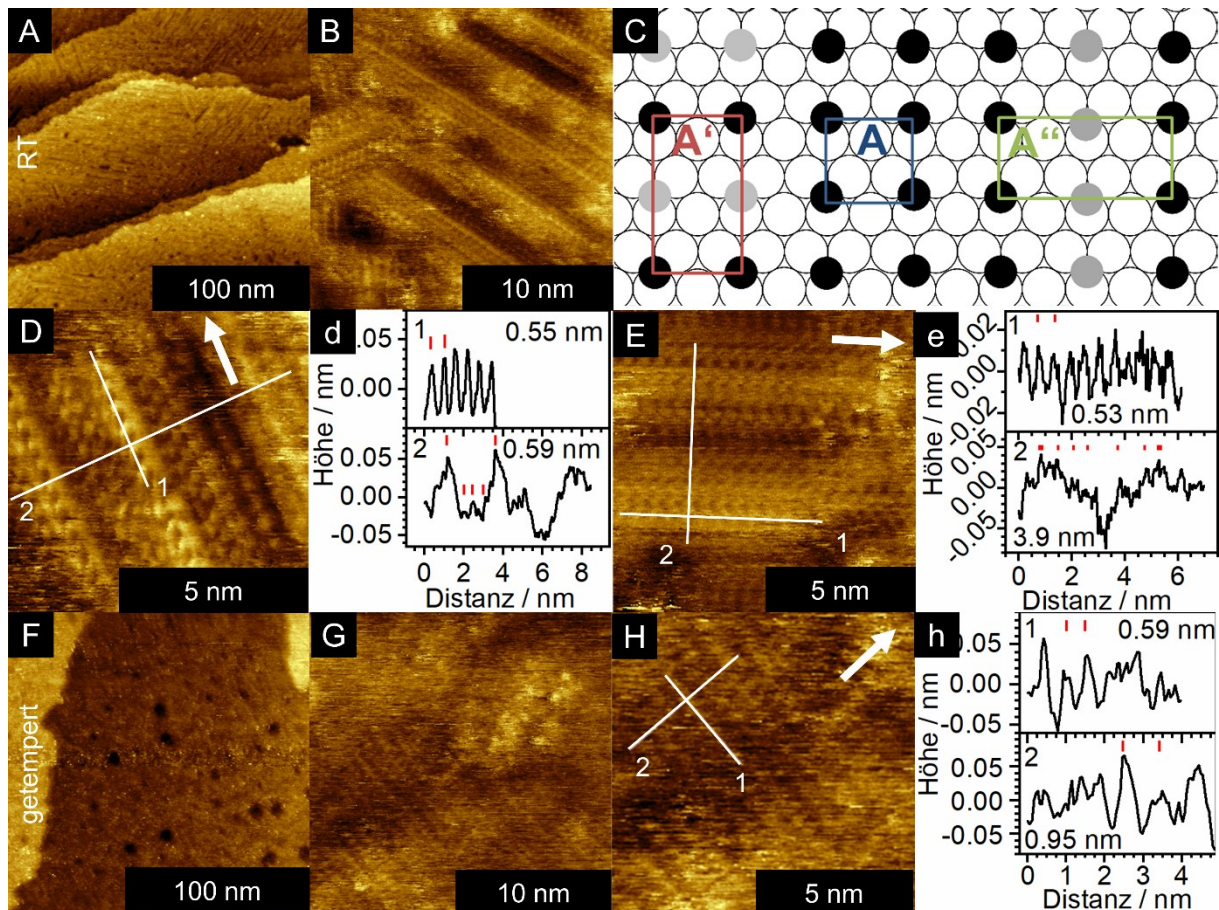 A
RT
100 nm
B
10 nm
C
A‘
A
A“
D
1
2
5 nm
d
Höhe / nm
1
0.55 nm
0.05
0.00
2
0.59 nm
0.05
0.00
-0.05
0 2 4 6 8
Distanz / nm
E
2
1
5 nm
e
Höhe / nm
1
0.02
0.00
-0.02
0.53 nm
2
0.05
0.00
-0.05
3.9 nm
0 2 4 6
Distanz / nm
F
getempert
100 nm
G
10 nm
H
2
1
5 nm
h
Höhe / nm
1
0.59 nm
0.05
0.00
-0.05
2
0.05
0.00
-0.05
0.95 nm
0 1 2 3 4
Distanz / nm